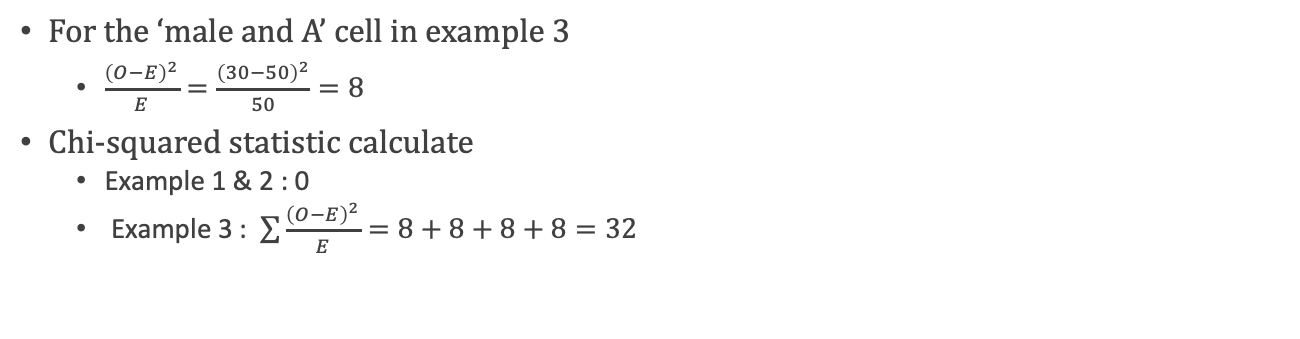 • For the ‘male and A’ cell in example 3
• (O−E)²/E = (30−50)²/50 = 8
• Chi-squared statistic calculate
• Example 1 & 2 : 0
• Example 3 : ∑ (O−E)²/E = 8 + 8 + 8 + 8 = 32